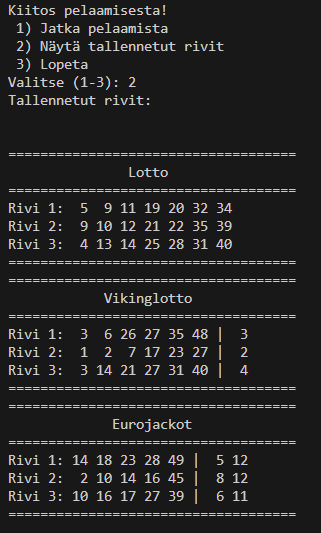 Kiitos pelaamisesta!
 1) Jatka pelaamista
 2) Näytä tallennetut rivit
 3) Lopeta
Valitse (1-3): 2
Tallennetut rivit:

====================================
               Lotto
====================================
Rivi 1:  5  9 11 19 20 32 34
Rivi 2:  9 10 12 21 22 35 39
Rivi 3:  4 13 14 25 28 31 40
====================================
====================================
            Vikinglotto
====================================
Rivi 1:  3  6 26 27 35 48 |  3
Rivi 2:  1  2  7 17 23 27 |  2
Rivi 3:  3 14 21 27 31 40 |  4
====================================
====================================
             Eurojackot
====================================
Rivi 1: 14 18 23 28 49 |  5 12
Rivi 2:  2 10 14 16 45 |  8 12
Rivi 3: 10 16 17 27 39 |  6 11
====================================